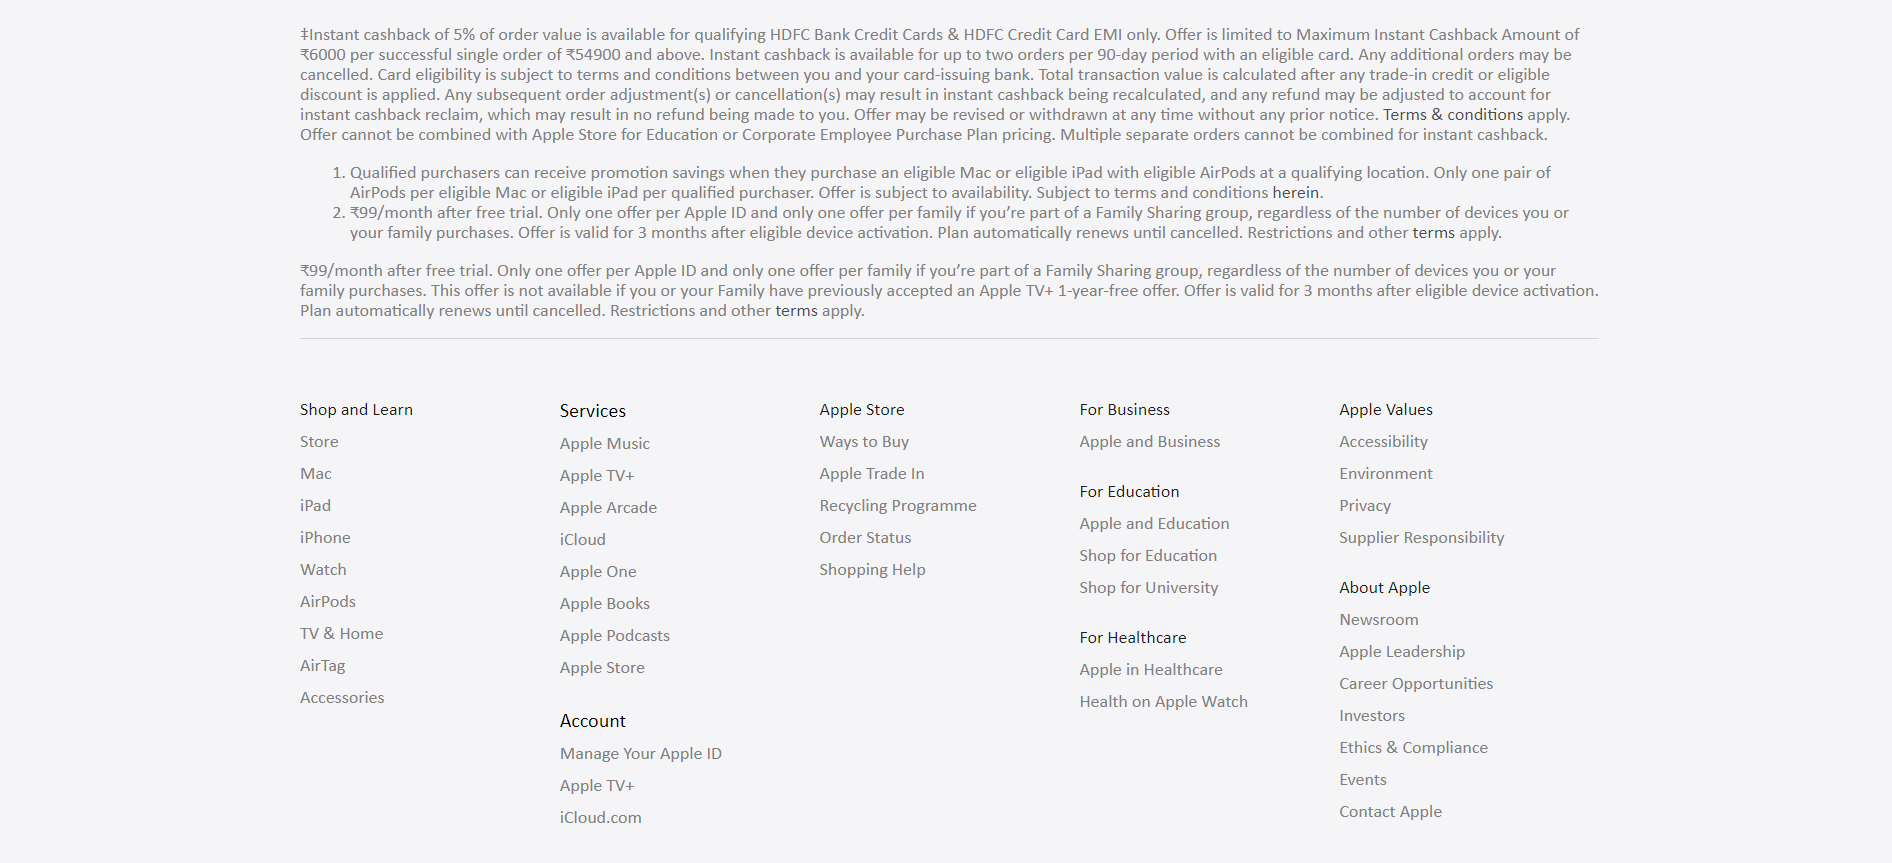 ‡Instant cashback of 5% of order value is available for qualifying HDFC Bank Credit Cards & HDFC Credit Card EMI only. Offer is limited to Maximum Instant Cashback Amount of
₹6000 per successful single order of ₹54900 and above. Instant cashback is available for up to two orders per 90-day period with an eligible card. Any additional orders may be
cancelled. Card eligibility is subject to terms and conditions between you and your card-issuing bank. Total transaction value is calculated after any trade-in credit or eligible
discount is applied. Any subsequent order adjustment(s) or cancellation(s) may result in instant cashback being recalculated, and any refund may be adjusted to account for
instant cashback reclaim, which may result in no refund being made to you. Offer may be revised or withdrawn at any time without any prior notice. Terms & conditions apply.
Offer cannot be combined with Apple Store for Education or Corporate Employee Purchase Plan pricing. Multiple separate orders cannot be combined for instant cashback.
1. Qualified purchasers can receive promotion savings when they purchase an eligible Mac or eligible iPad with eligible AirPods at a qualifying location. Only one pair of
AirPods per eligible Mac or eligible iPad per qualified purchaser. Offer is subject to availability. Subject to terms and conditions herein.
2. ₹99/month after free trial. Only one offer per Apple ID and only one offer per family if you’re part of a Family Sharing group, regardless of the number of devices you or
your family purchases. Offer is valid for 3 months after eligible device activation. Plan automatically renews until cancelled. Restrictions and other terms apply.
₹99/month after free trial. Only one offer per Apple ID and only one offer per family if you’re part of a Family Sharing group, regardless of the number of devices you or your
family purchases. This offer is not available if you or your Family have previously accepted an Apple TV+ 1-year-free offer. Offer is valid for 3 months after eligible device activation.
Plan automatically renews until cancelled. Restrictions and other terms apply.
Shop and Learn
Store
Mac
iPad
iPhone
Watch
AirPods
TV & Home
AirTag
Accessories
Services
Apple Music
Apple TV+
Apple Arcade
iCloud
Apple One
Apple Books
Apple Podcasts
Apple Store
Account
Manage Your Apple ID
Apple TV+
iCloud.com
Apple Store
Ways to Buy
Apple Trade In
Recycling Programme
Order Status
Shopping Help
For Business
Apple and Business
For Education
Apple and Education
Shop for Education
Shop for University
For Healthcare
Apple in Healthcare
Health on Apple Watch
Apple Values
Accessibility
Environment
Privacy
Supplier Responsibility
About Apple
Newsroom
Apple Leadership
Career Opportunities
Investors
Ethics & Compliance
Events
Contact Apple